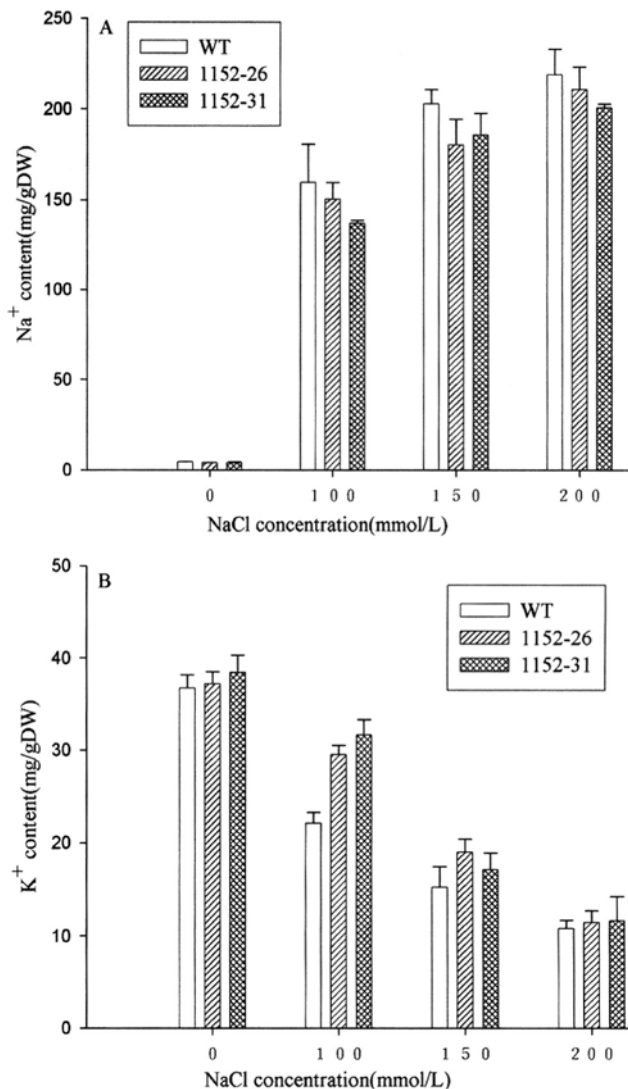 A
WT
1152-26
1152-31
250
200
150
100
50
0
Na+ content(mg/gDW)
0 100 150 200
NaCl concentration(mmol/L)
B
WT
1152-26
1152-31
50
40
30
20
10
0
K+ content(mg/gDW)
0 100 150 200
NaCl concentration(mmol/L)